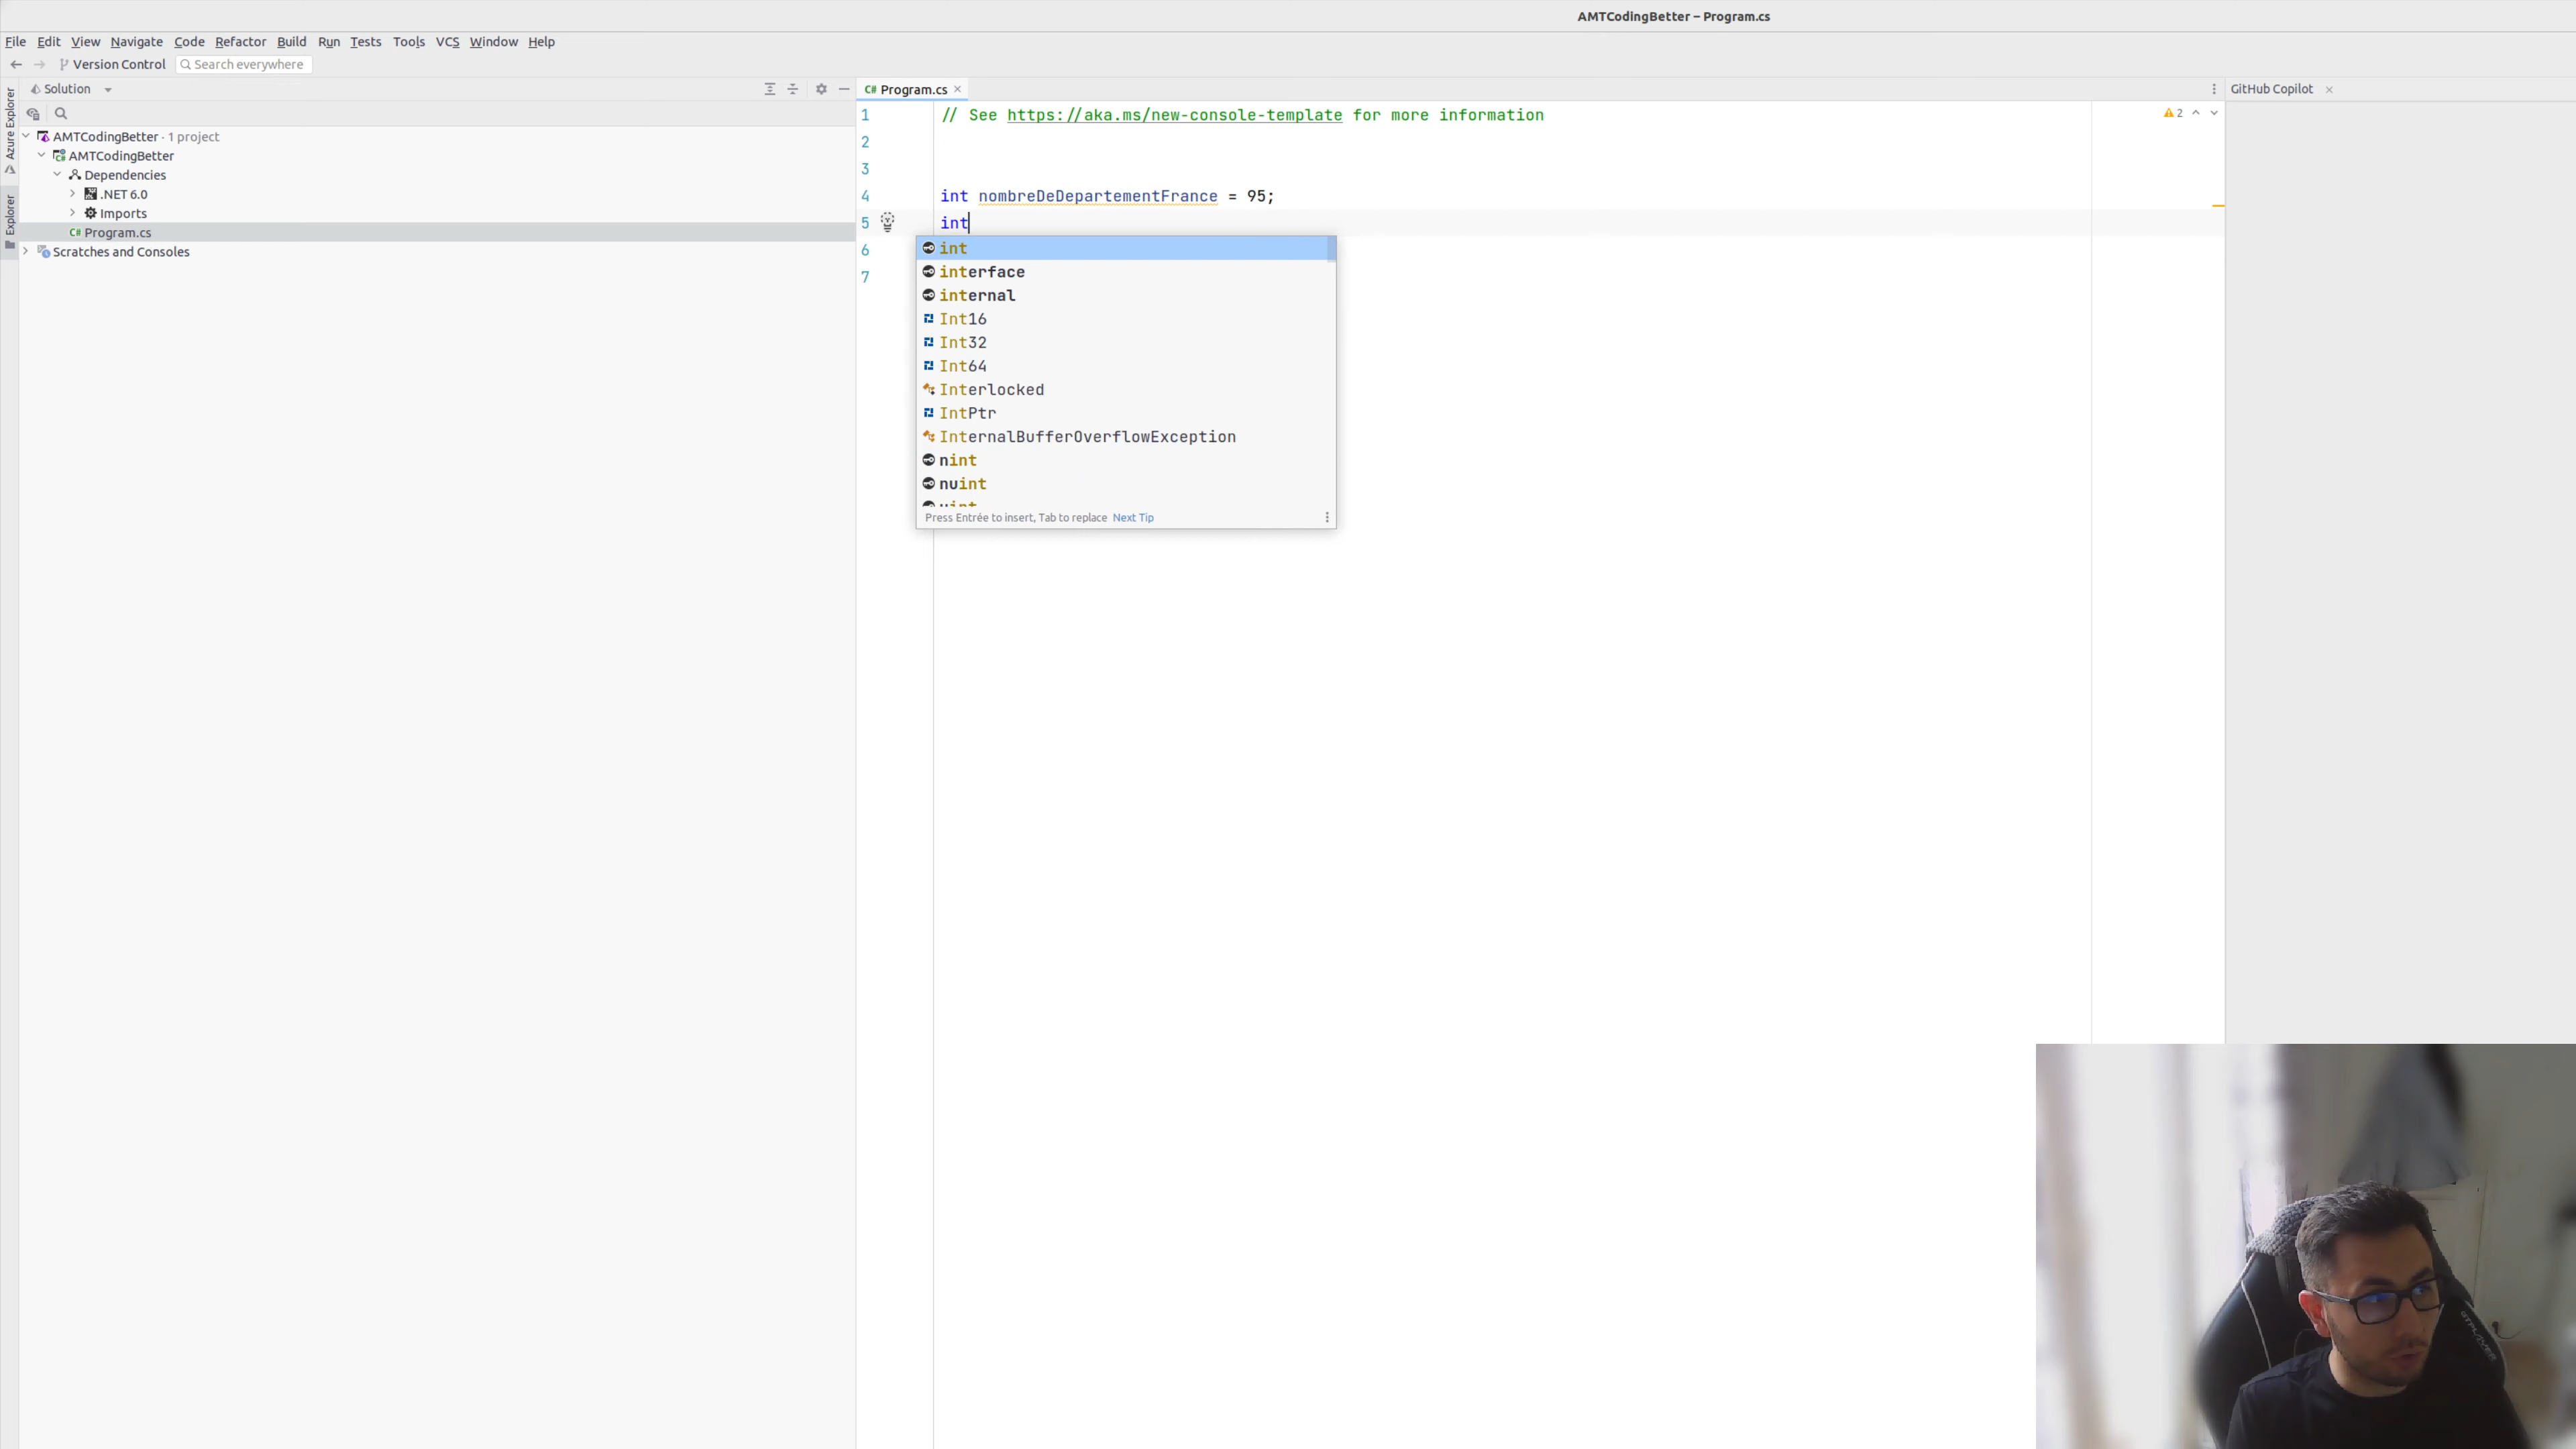 AMTCodingBetter – Program.cs
File Edit View Navigate Code Refactor Build Run Tests Tools VCS Window Help
Version Control Search everywhere
Solution
Program.cs
GitHub Copilot
Azure Explorer
Explorer
AMTCodingBetter · 1 project
AMTCodingBetter
Dependencies
.NET 6.0
Imports
C# Program.cs
Scratches and Consoles
C#
1 // See https://aka.ms/new-console-template for more information
2
2
3
4 int nombreDeDepartementFrance = 95;
5 int
6
7
int
interface
internal
Int16
Int32
Int64
Interlocked
IntPtr
InternalBufferOverflowException
nint
nuint
Press Entrée to insert, Tab to replace Next Tip
GTPLAYER